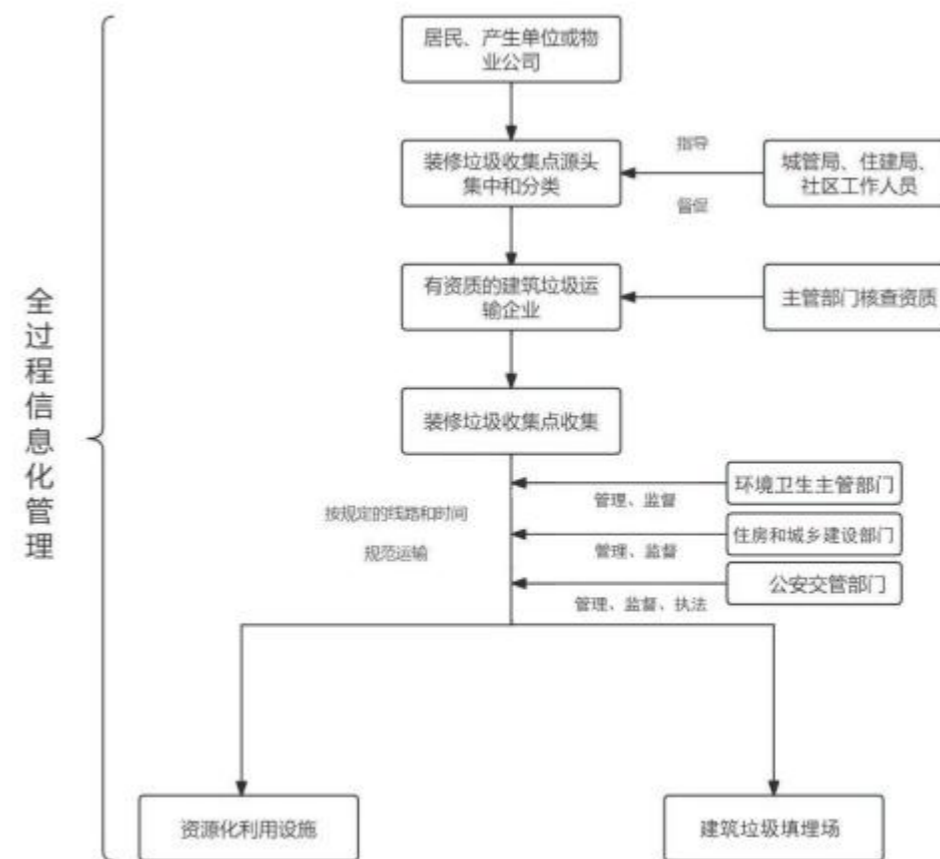 居民、产生单位或物
业公司
指导
装修垃圾收集点源头
集中和分类
城管局、住建局、
社区工作人员
督促
有资质的建筑垃圾运
输企业
主管部门核查资质
全过程信息化管理
装修垃圾收集点收集
环境卫生主管部门
管理、监督
按规定的线路和时间
住房和城乡建设部门
规范运输
管理、监督
公安交管部门
管理、监督、执法
资源化利用设施
建筑垃圾填埋场